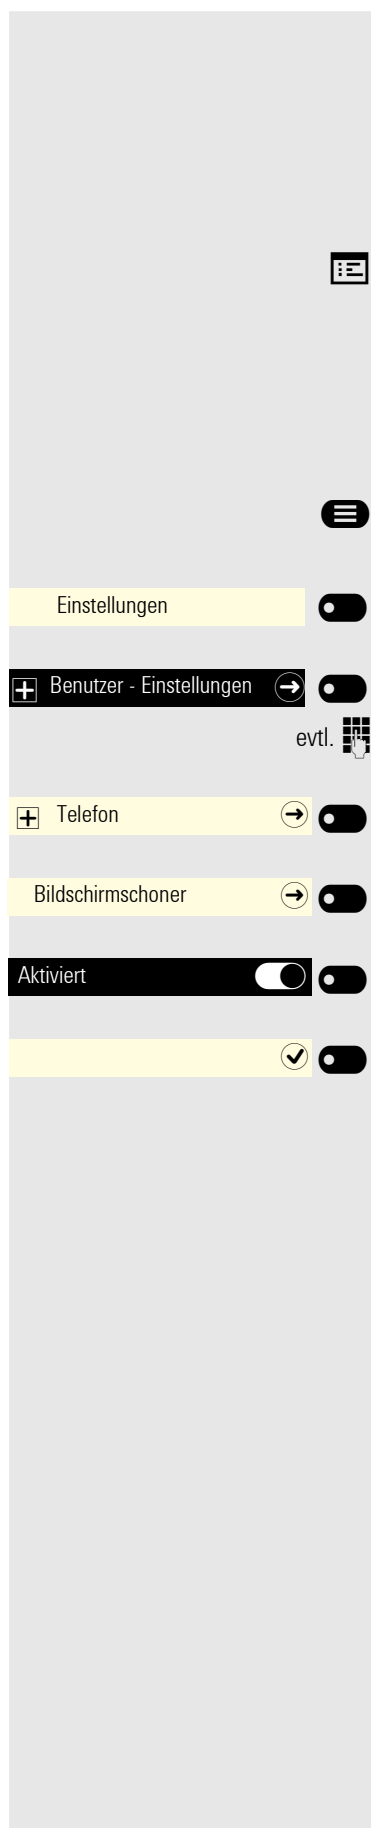 Einstellungen
Benutzer - Einstellungen
evtl.
Telefon
Bildschirmschoner
Aktiviert